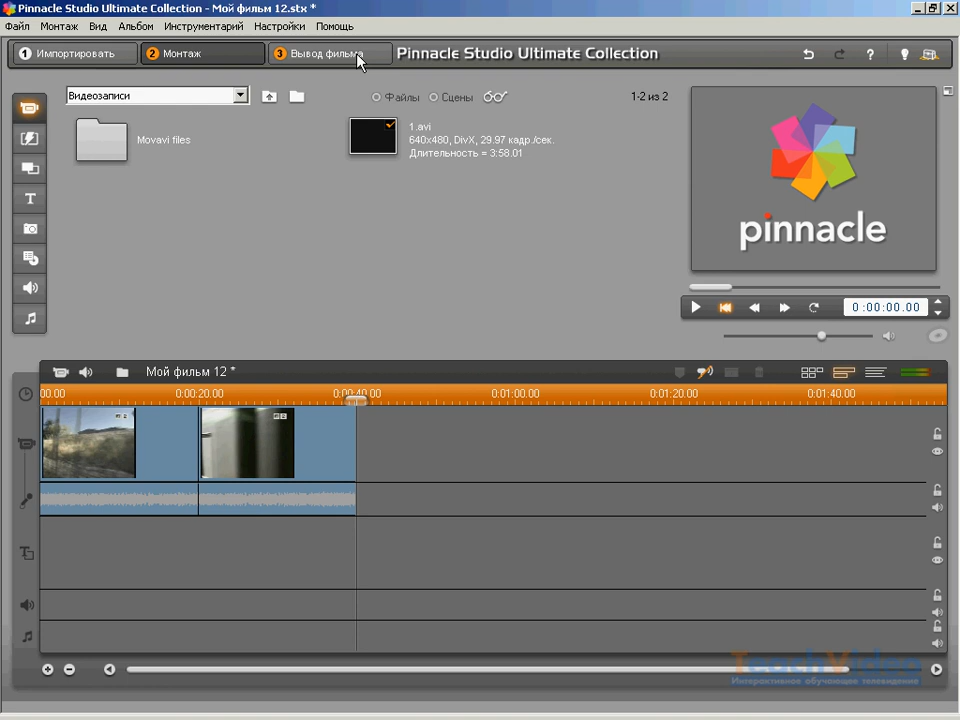 Pinnacle Studio Ultimate Collection - Мой фильм 12.stx *
Файл Монтаж Вид Альбом Инструментарий Настройки Помощь
1 Импортировать 2 Монтаж 3 Вывод фильма Pinnacle Studio Ultimate Collection ?
Видеозаписи Файлы Сцены 1-2 из 2
Movavi files
1.avi
640x480, DivX, 29.97 кадр./сек.
Длительность = 3:58.01
pinnacle
0:00:00.00
T
Мой фильм 12 *
00.00 0:00:20.00 0:00:40.00 0:01:00.00 0:01:20.00 0:01:40.00
TeachVideo
Интерактивное обучающее телевидение